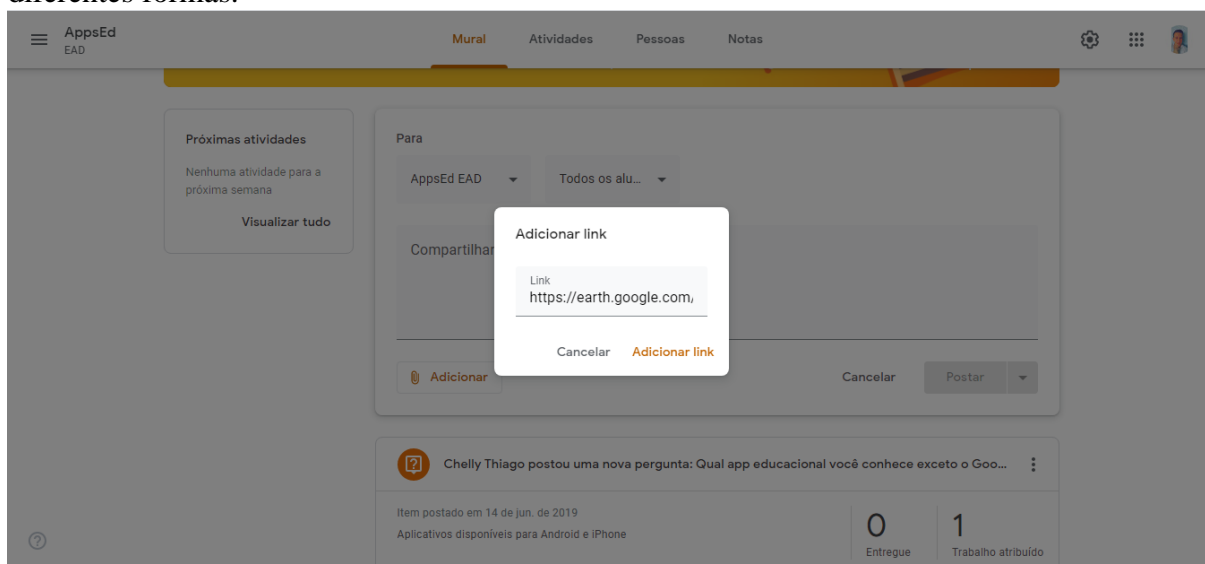 diferentes formas.
AppsEd
EAD
Mural Atividades Pessoas Notas
Próximas atividades
Nenhuma atividade para a
próxima semana
Visualizar tudo
Para
AppsEd EAD Todos os alu...
Compartilhar
Adicionar link
Link
https://earth.google.com/
Cancelar Adicionar link
Adicionar Cancelar Postar
Chelly Thiago postou uma nova pergunta: Qual app educacional você conhece exceto o Goo...
Item postado em 14 de jun. de 2019
Aplicativos disponíveis para Android e iPhone
0 1
Entregue Trabalho atribuído